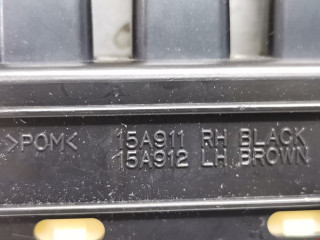 >POM< 15A911 RH BLACK
15A912 LH BROWN